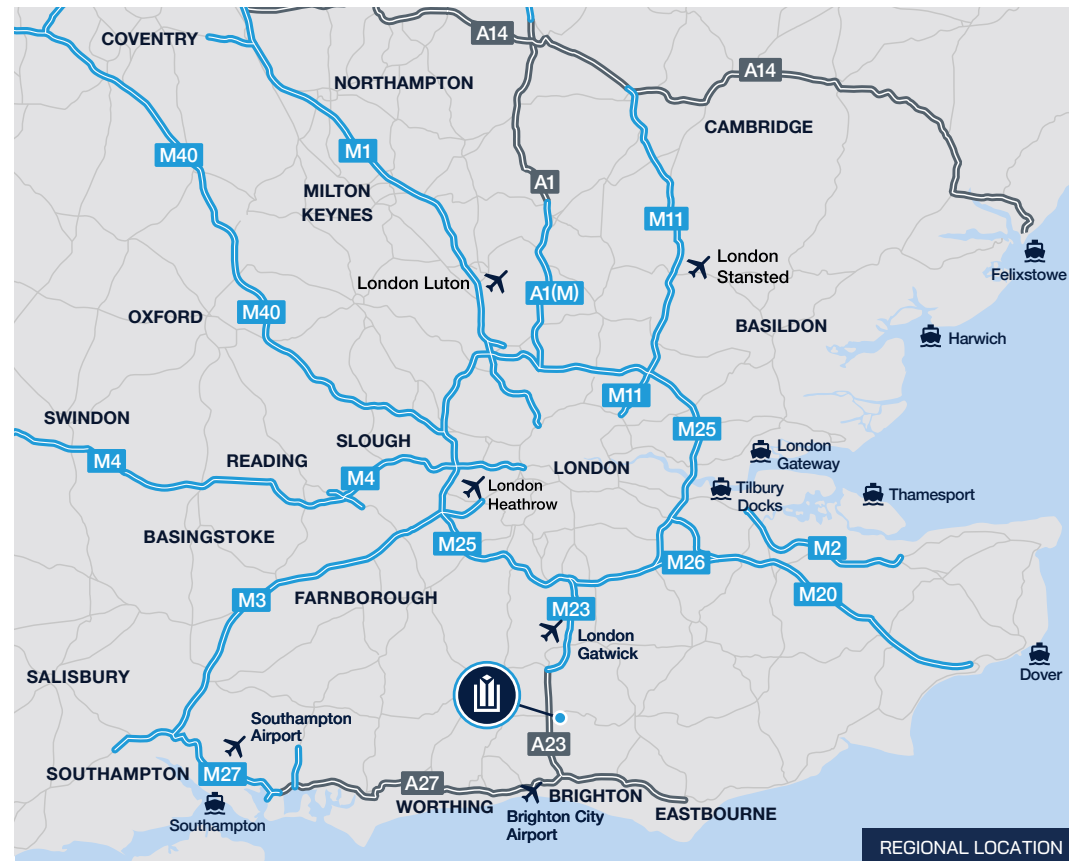 COVENTRY
A14
NORTHAMPTON
A14
CAMBRIDGE
M40
M1
MILTON
KEYNES
A1
M11
London
Stansted
Felixstowe
London Luton
A1(M)
OXFORD
M40
BASILDON
Harwich
SWINDON
M11
M25
SLOUGH
M4
READING
M4
LONDON
London
Gateway
London
Heathrow
Tilbury
Docks
Thamesport
BASINGSTOKE
M25
M26
M2
M3
FARNBOROUGH
M23
M20
London
Gatwick
SALISBURY
Dover
Southampton
Airport
A23
SOUTHAMPTON
M27
A27
WORTHING
BRIGHTON
EASTBOURNE
Brighton City
Airport
Southampton
REGIONAL LOCATION